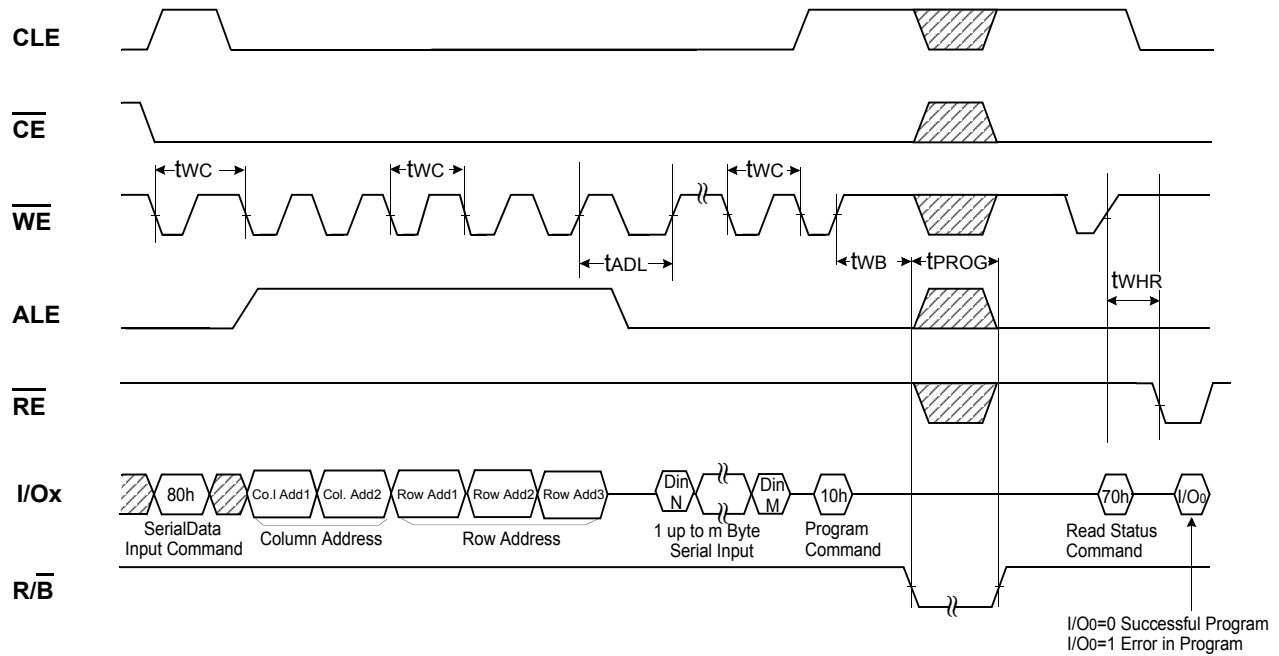 CLE
CE
tWC
tWC
tWC
WE
tADL
tWB
tPROG
tWHR
ALE
RE
I/Ox
80h
Co.l Add1
Col. Add2
Row Add1
Row Add2
Row Add3
Din
N
Din
M
10h
70h
I/O0
SerialData
Input Command
Column Address
Row Address
1 up to m Byte
Serial Input
Program
Command
Read Status
Command
R/B
I/O0=0 Successful Program
I/O0=1 Error in Program